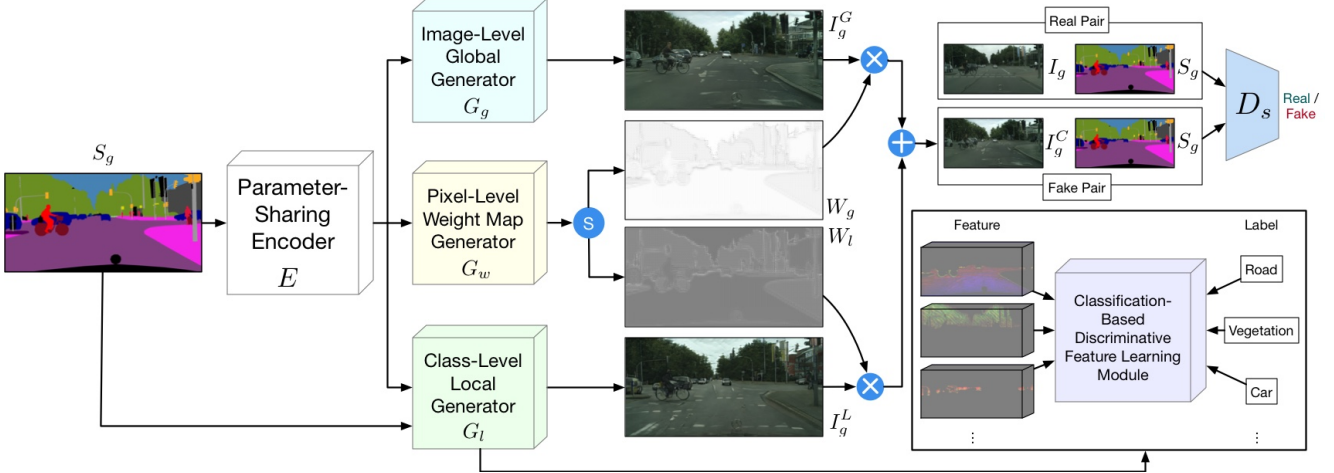 S_g
Parameter-
Sharing
Encoder
E
Image-Level
Global
Generator
G_g
Pixel-Level
Weight Map
Generator
G_w
Class-Level
Local
Generator
G_l
S
I_g^G
W_g
W_l
I_g^L
×
×
+
Real Pair
I_g
S_g
I_g^C
S_g
Fake Pair
D_s
Real /
Fake
Feature
Label
Classification-
Based
Discriminative
Feature Learning
Module
Road
Vegetation
Car
⋮
⋮